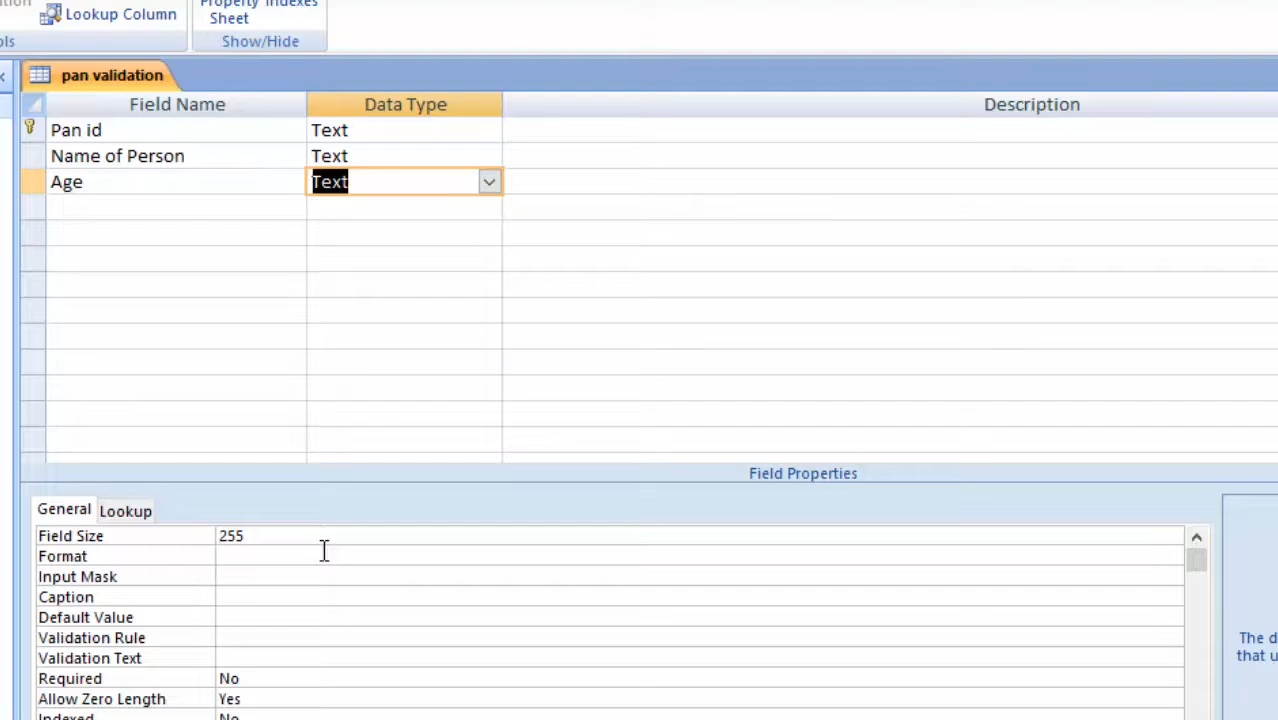 Lookup Column
Sheet
Show/Hide
pan validation
Field Name Data Type Description
Pan id Text
Name of Person Text
Age Text
Field Properties
General Lookup
Field Size 255
Format
Input Mask
Caption
Default Value
Validation Rule
Validation Text
Required No
Allow Zero Length Yes
Indexed No
The d
that u